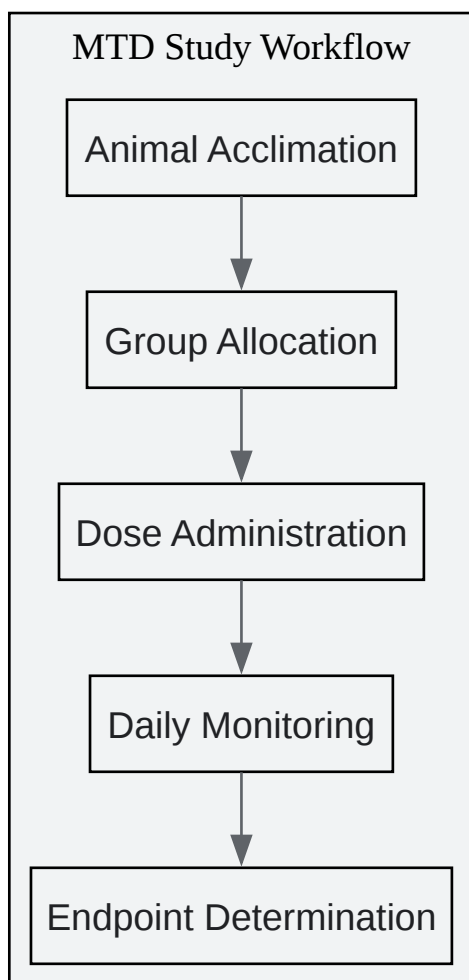 MTD Study Workflow
Animal Acclimation
Group Allocation
Dose Administration
Daily Monitoring
Endpoint Determination